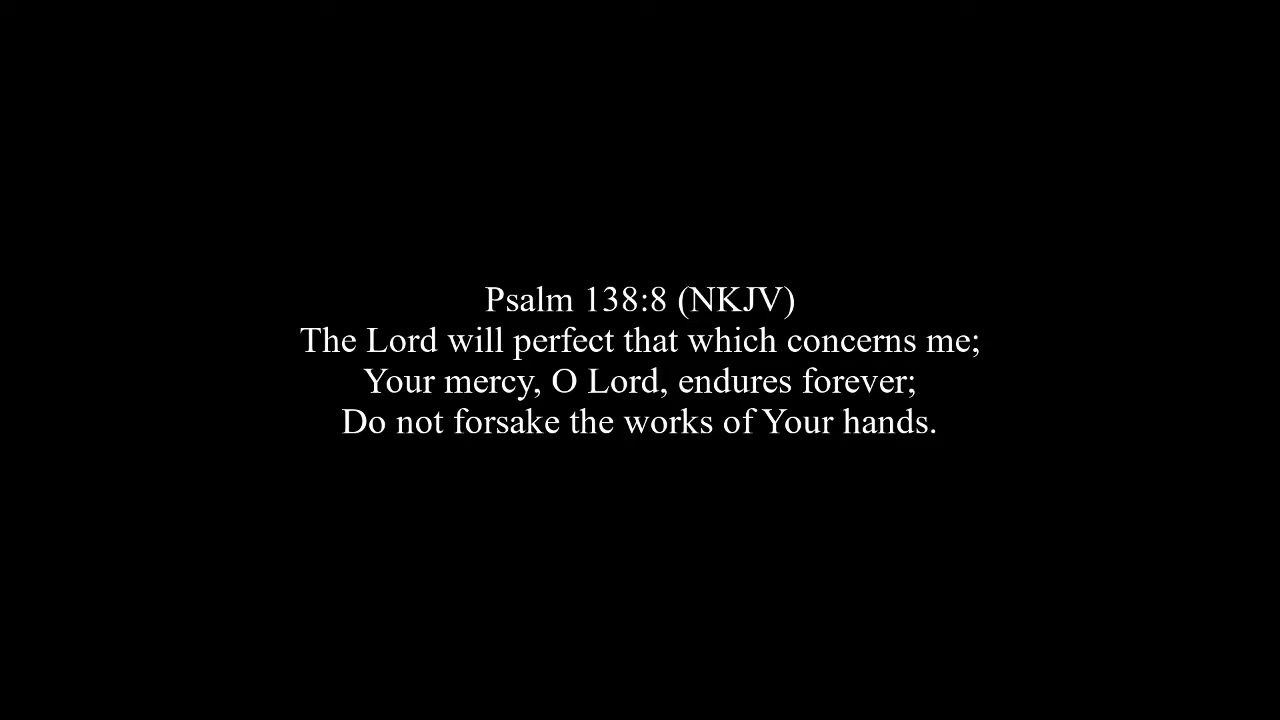 Psalm 138:8 (NKJV)
The Lord will perfect that which concerns me;
Your mercy, O Lord, endures forever;
Do not forsake the works of Your hands.